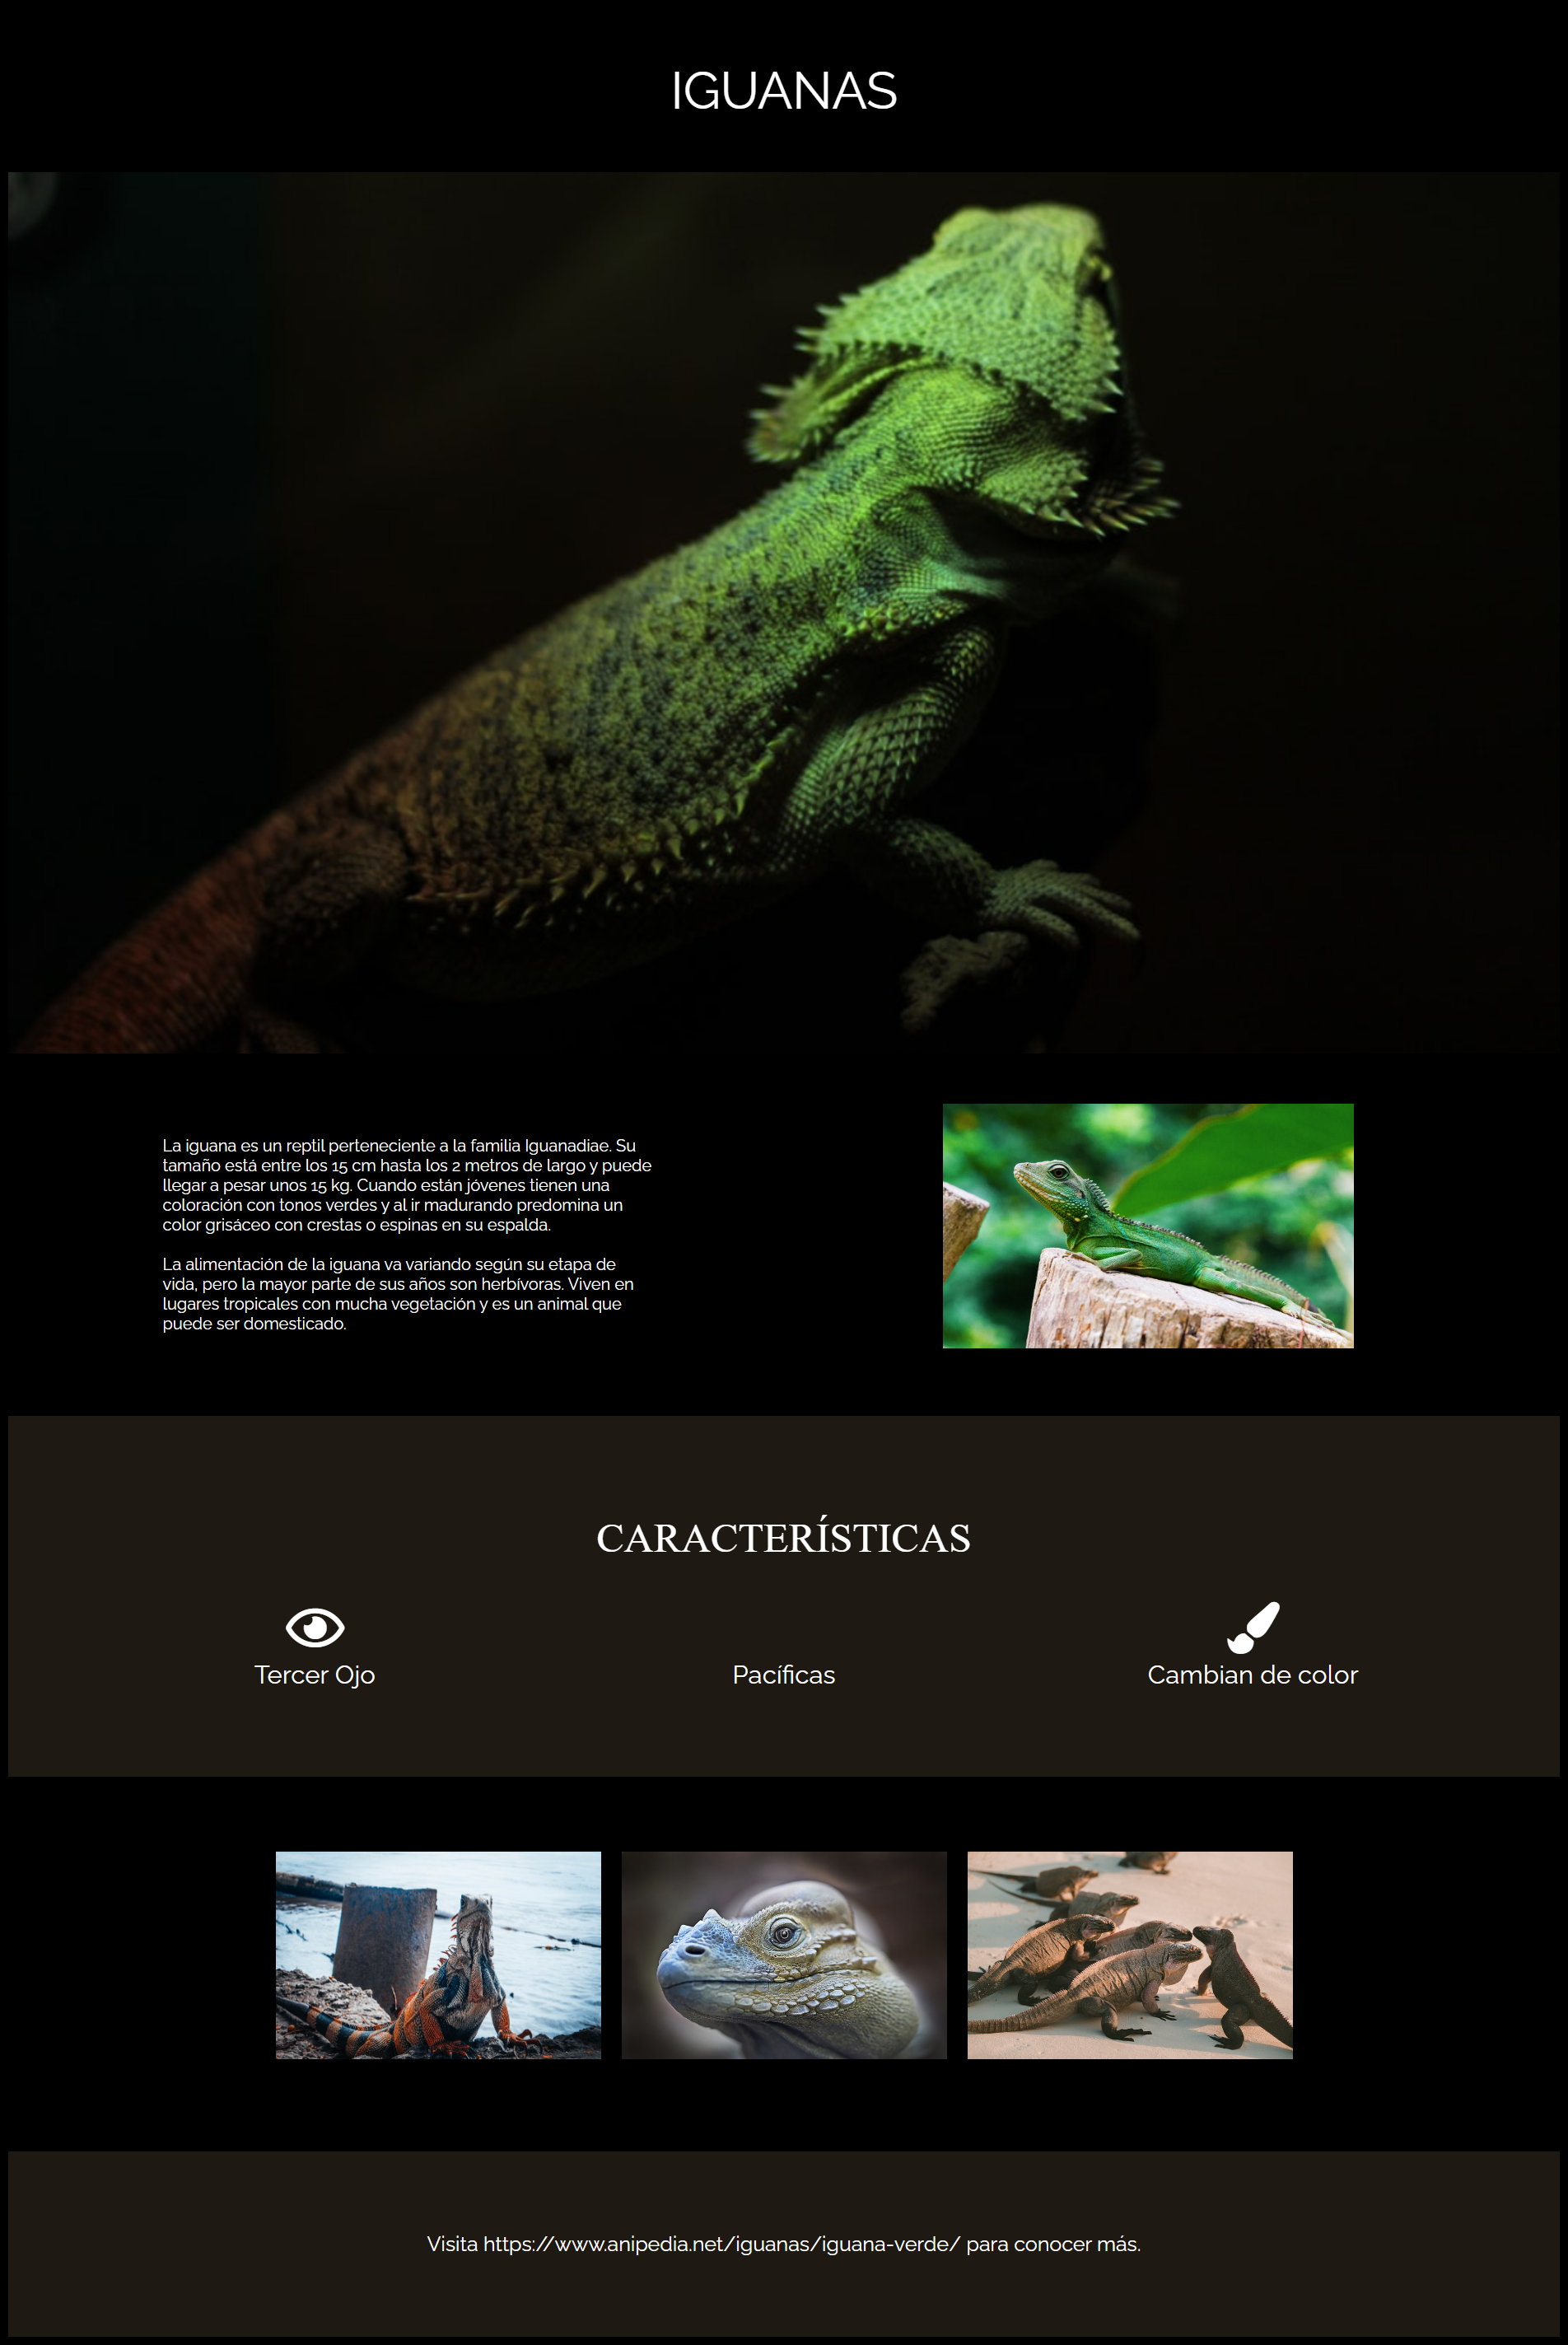 IGUANAS
La iguana es un reptil perteneciente a la familia Iguanadiae. Su
tamaño está entre los 15 cm hasta los 2 metros de largo y puede
llegar a pesar unos 15 kg. Cuando están jóvenes tienen una
coloración con tonos verdes y al ir madurando predomina un
color grisáceo con crestas o espinas en su espalda.
La alimentación de la iguana va variando según su etapa de
vida, pero la mayor parte de sus años son herbívoras. Viven en
lugares tropicales con mucha vegetación y es un animal que
puede ser domesticado.
CARACTERÍSTICAS
Tercer Ojo
Pacíficas
Cambian de color
Visita https://www.anipedia.net/iguanas/iguana-verde/ para conocer más.